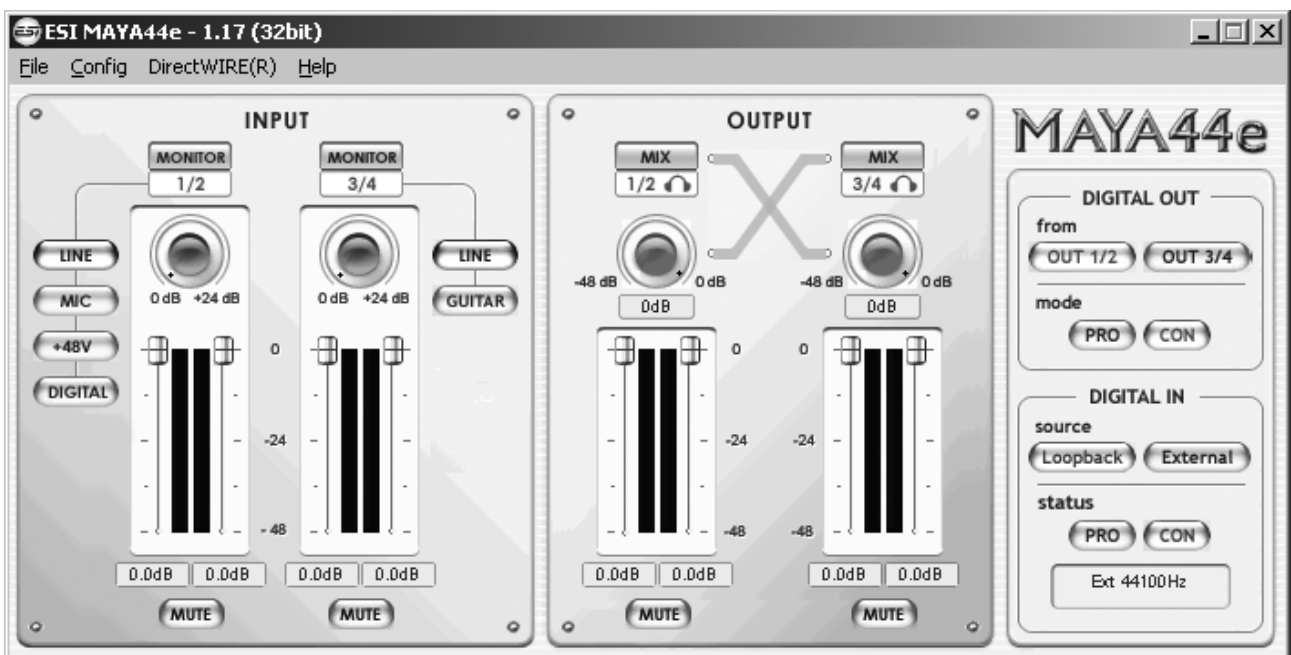 ESI MAYA44e - 1.17 (32bit)
File Config DirectWIRE(R) Help
INPUT
MONITOR
1/2
MONITOR
3/4
LINE
MIC
+48V
DIGITAL
0 dB +24 dB
0 dB +24 dB
LINE
GUITAR
0
-24
-48
0.0dB 0.0dB
0.0dB 0.0dB
MUTE
MUTE
OUTPUT
MIX
1/2
MIX
3/4
-48 dB 0 dB
-48 dB 0 dB
0dB
0dB
0 0
-24 -24
-48 -48
0.0dB 0.0dB
0.0dB 0.0dB
MUTE
MUTE
MAYA44e
DIGITAL OUT
from
OUT 1/2 OUT 3/4
mode
PRO CON
DIGITAL IN
source
Loopback External
status
PRO CON
Ext 44100Hz